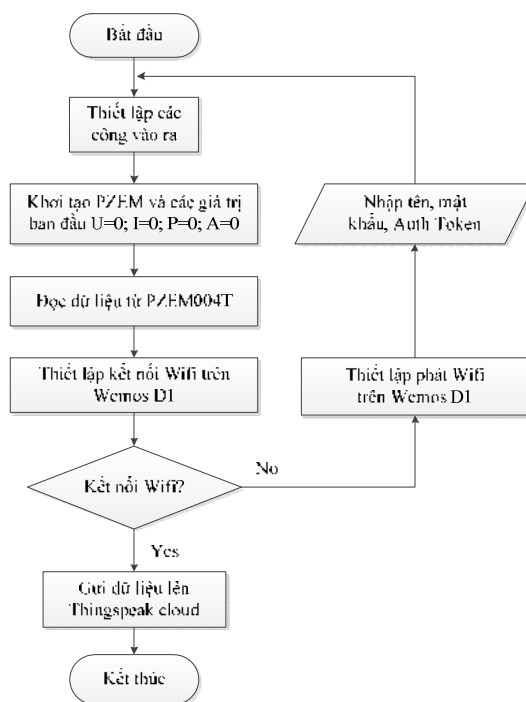 Bắt đầu
Thiết lập các
cổng vào ra
Khởi tạo PZEM và các giá trị
ban đầu U=0; I=0; P=0; A=0
Đọc dữ liệu từ PZEM004T
Thiết lập kết nối Wifi trên
Wemos D1
Kết nối Wifi?
No
Thiết lập phát Wifi
trên Wemos D1
Nhập tên, mật
khẩu, Auth Token
Yes
Gửi dữ liệu lên
Thingspeak cloud
Kết thúc